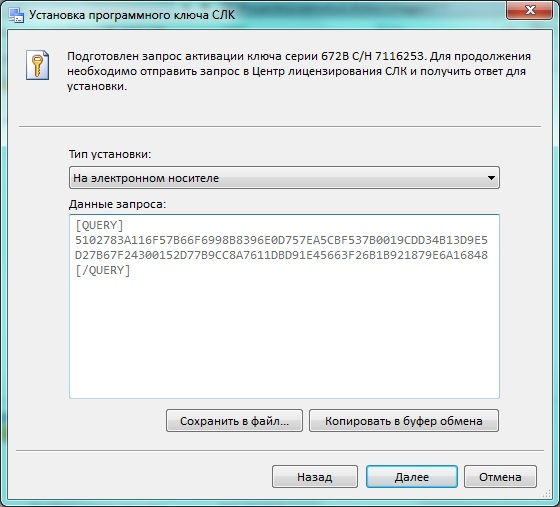 Установка программного ключа СЛК
Подготовлен запрос активации ключа серии 672B С/Н 7116253. Для продолжения
необходимо отправить запрос в Центр лицензирования СЛК и получить ответ для
установки.
Тип установки:
На электронном носителе
Данные запроса:
[QUERY]
5102783A116F57B66F6998B8396E0D757EA5CBF537B0019CDD34B13D9E5
D27B67F24300152D77B9CC8A7611DBD91E45663F26B1B921879E6A16848
[/QUERY]
Сохранить в файл...
Копировать в буфер обмена
Назад
Далее
Отмена